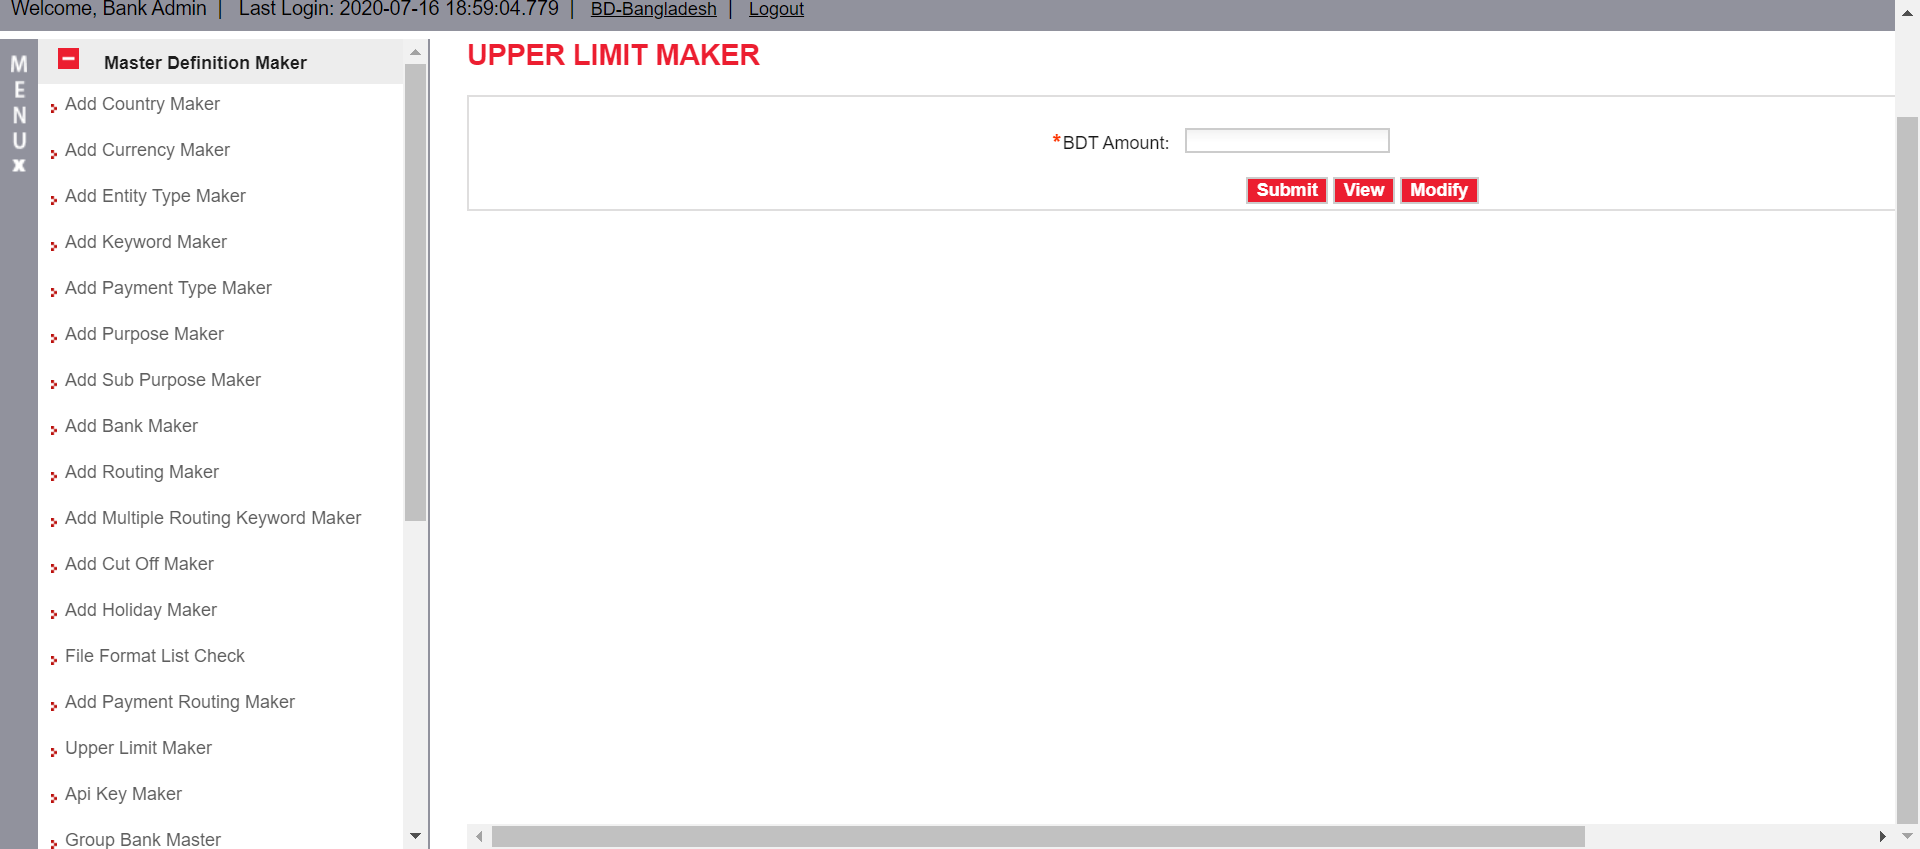 Welcome, Bank Admin | Last Login: 2020-07-16 18:59:04.779 | BD-Bangladesh | Logout
MENU
x
Master Definition Maker
Add Country Maker
Add Currency Maker
Add Entity Type Maker
Add Keyword Maker
Add Payment Type Maker
Add Purpose Maker
Add Sub Purpose Maker
Add Bank Maker
Add Routing Maker
Add Multiple Routing Keyword Maker
Add Cut Off Maker
Add Holiday Maker
File Format List Check
Add Payment Routing Maker
Upper Limit Maker
Api Key Maker
Group Bank Master
UPPER LIMIT MAKER
*BDT Amount:
Submit View Modify